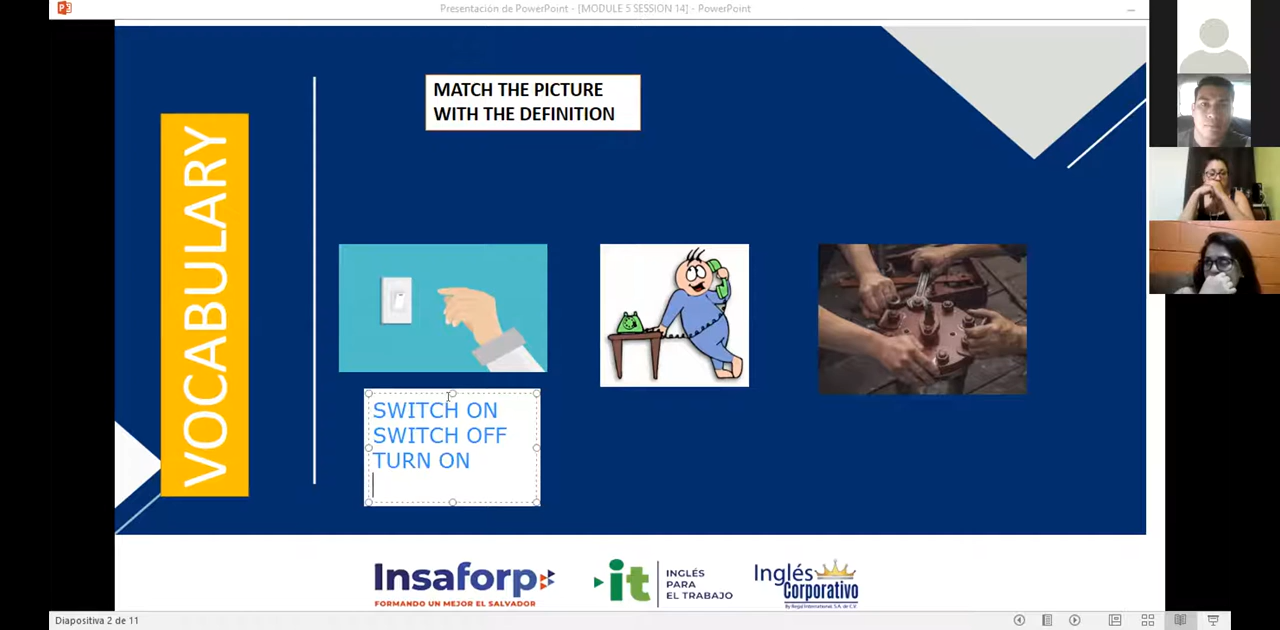 Presentación de PowerPoint - [MODULE 5 SESSION 14] - PowerPoint
MATCH THE PICTURE
WITH THE DEFINITION
VOCABULARY
SWITCH ON
SWITCH OFF
TURN ON
Insaforp
FORMANDO UN MEJOR EL SALVADOR
it
INGLÉS
PARA
EL TRABAJO
Inglés
Corporativo
By Regal International, S.A. de C.V.
Diapositiva 2 de 11